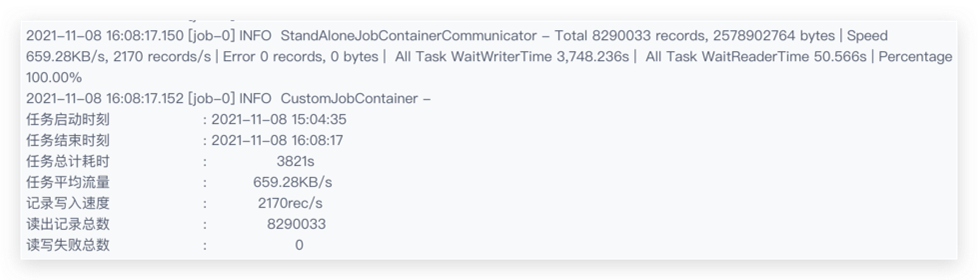 2021-11-08 16:08:17.150 [job-0] INFO  StandAloneJobContainerCommunicator - Total 8290033 records, 2578902764 bytes | Speed
659.28KB/s, 2170 records/s | Error 0 records, 0 bytes |  All Task WaitWriterTime 3,748.236s |  All Task WaitReaderTime 50.566s | Percentage
100.00%
2021-11-08 16:08:17.152 [job-0] INFO  CustomJobContainer -
任务启动时刻 : 2021-11-08 15:04:35
任务结束时刻 : 2021-11-08 16:08:17
任务总计耗时 : 3821s
任务平均流量 : 659.28KB/s
记录写入速度 : 2170rec/s
读出记录总数 : 8290033
读写失败总数 : 0